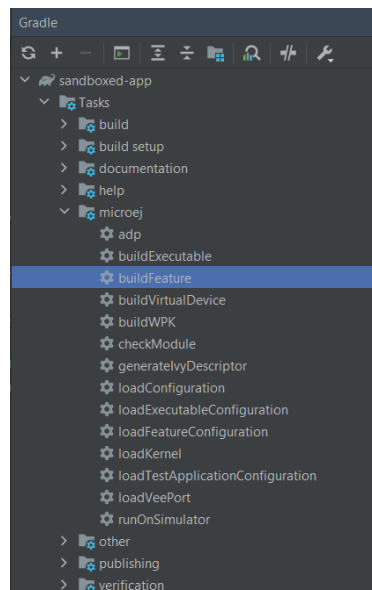 Gradle
sandboxed-app
Tasks
build
build setup
documentation
help
microej
adp
buildExecutable
buildFeature
buildVirtualDevice
buildWPK
checkModule
generateIvyDescriptor
loadConfiguration
loadExecutableConfiguration
loadFeatureConfiguration
loadKernel
loadTestApplicationConfiguration
loadVeePort
runOnSimulator
other
publishing
verification